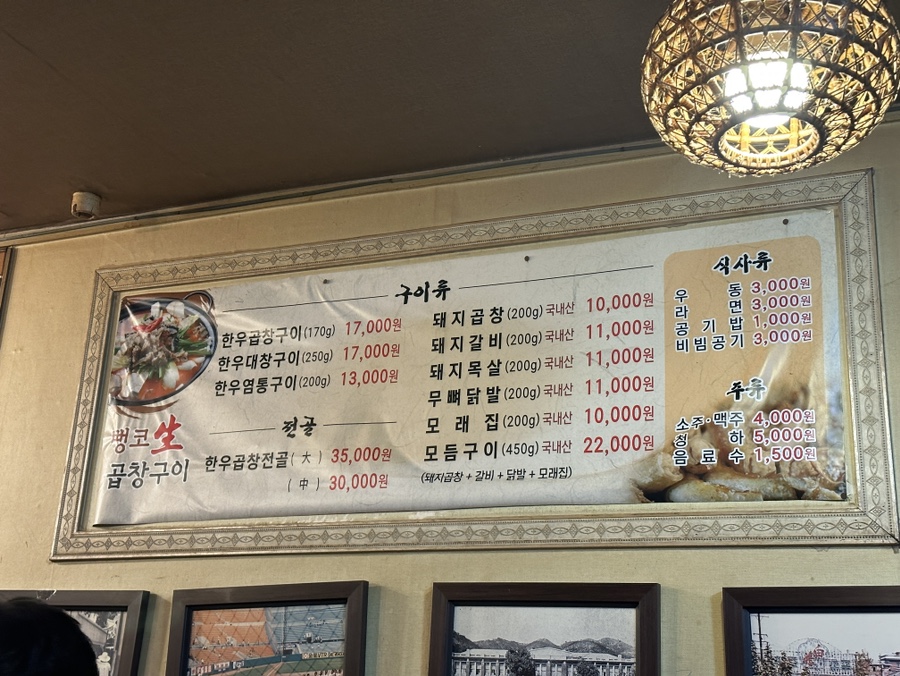 구이류
한우곱창구이(170g) 17,000원
한우대창구이(250g) 17,000원
한우염통구이(200g) 13,000원
전골
한우곱창전골(大) 35,000원
(中) 30,000원
뻥코生
곱창구이
돼지곱창(200g)국내산 10,000원
돼지갈비(200g)국내산 11,000원
돼지목살(200g)국내산 11,000원
무뼈닭발(200g)국내산 11,000원
모래집(200g)국내산 10,000원
모듬구이(450g)국내산 22,000원
(돼지곱창+갈비+닭발+모래집)
식사류
우동 3,000원
라면 3,000원
공기밥 1,000원
비빔공기 3,000원
주류
소주·맥주 4,000원
청하 5,000원
음료수 1,500원